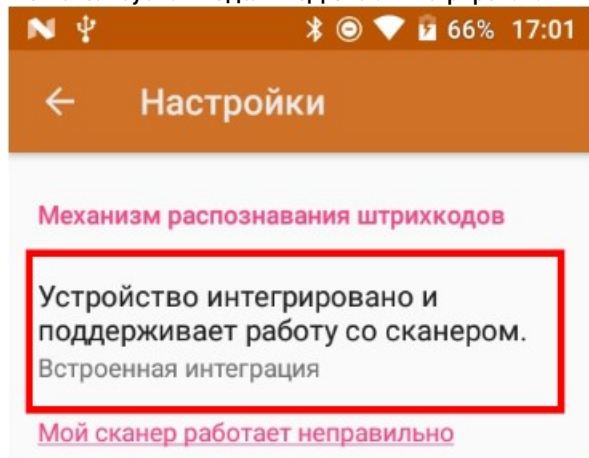 66% 17:01
Настройки
Механизм распознавания штрихкодов
Устройство интегрировано и
поддерживает работу со сканером.
Встроенная интеграция
Мой сканер работает неправильно